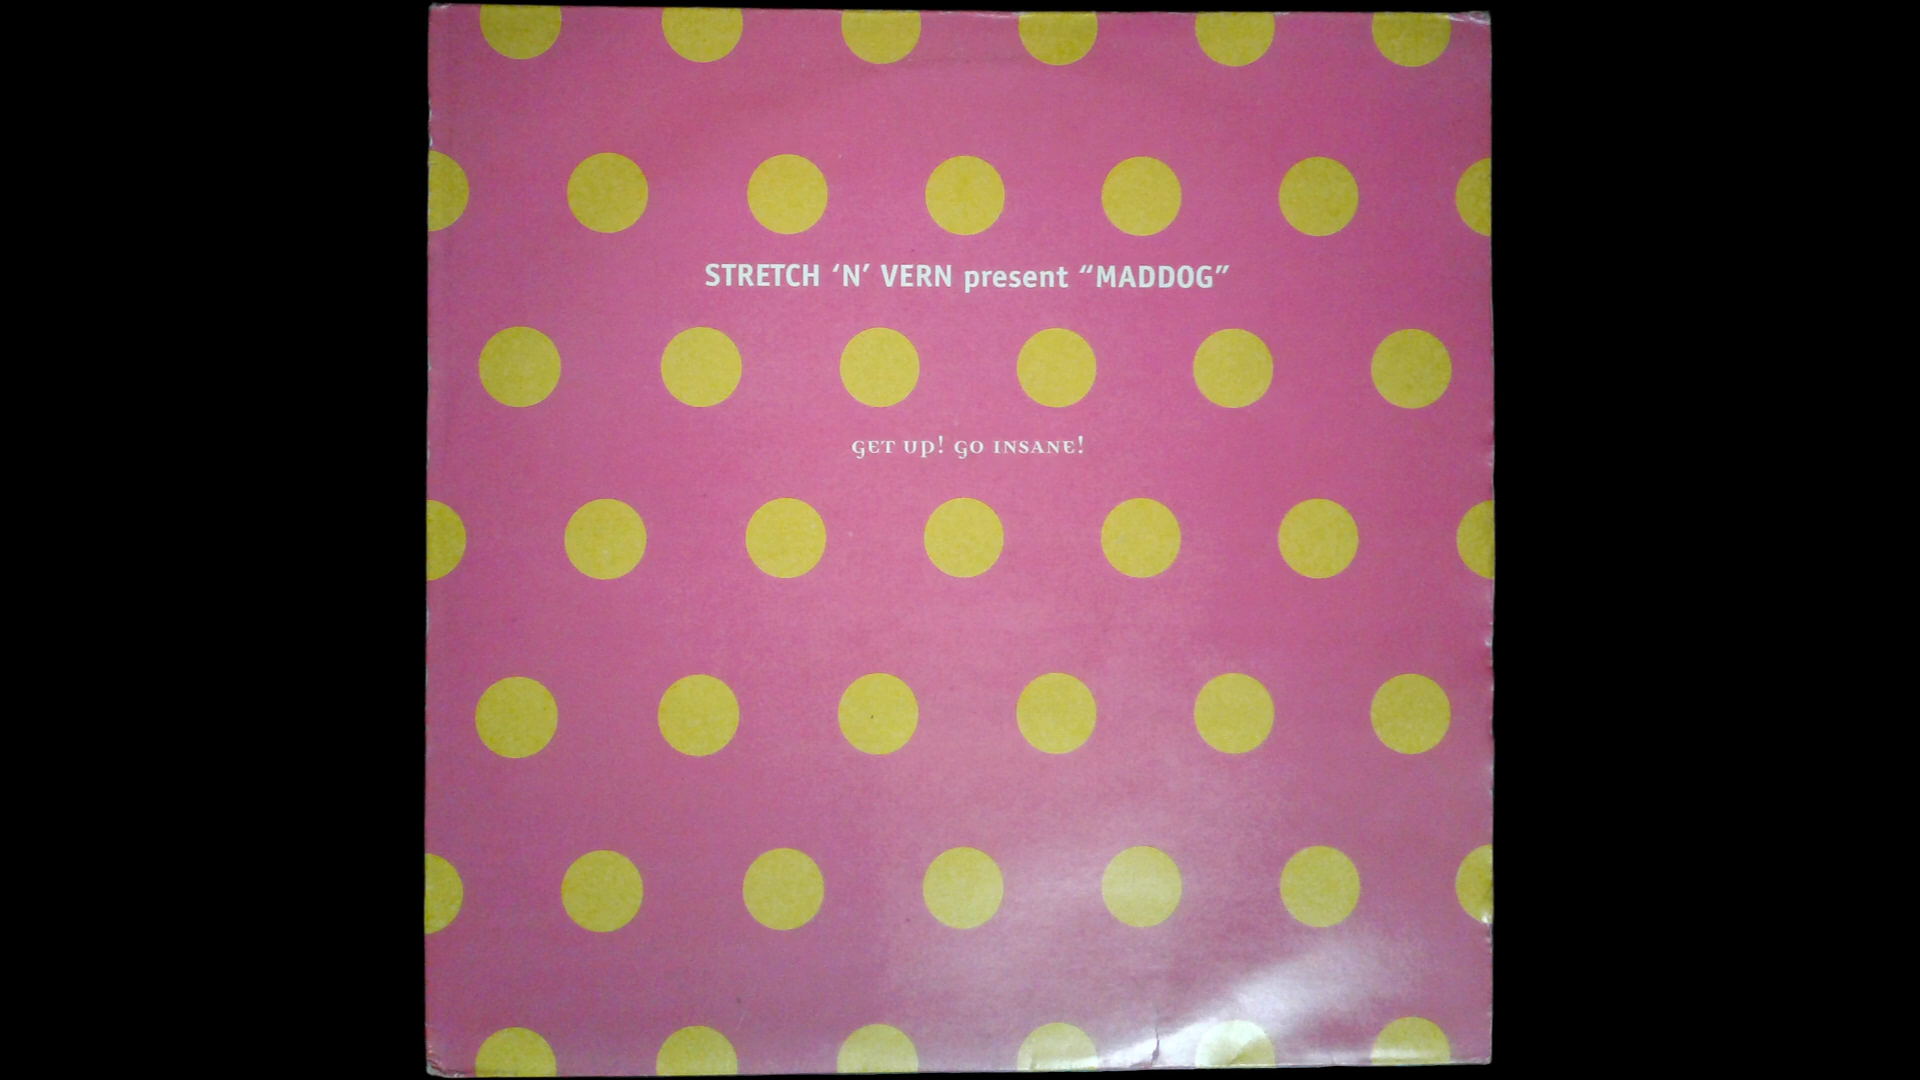 STRETCH ‘N’ VERN present “MADDOG”
GET UP! GO INSANE!